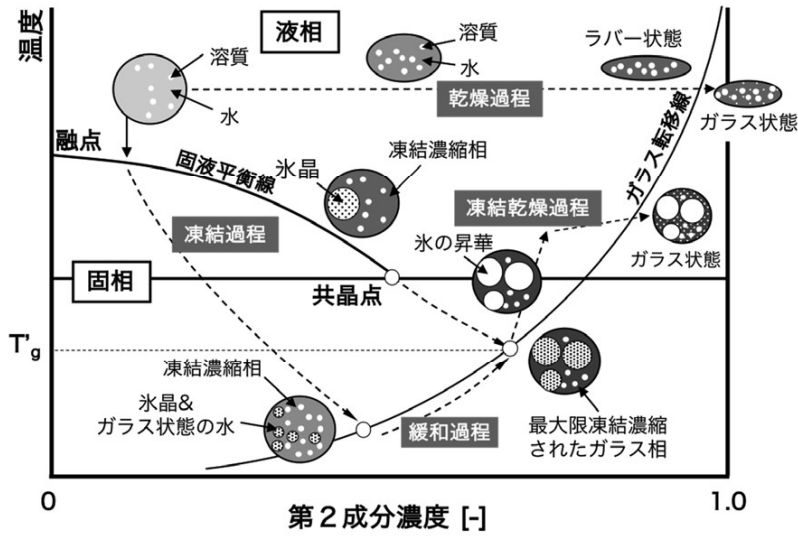 温度
液相
溶質
水
溶質
水
ラバー状態
乾燥過程
ガラス状態
融点
固液平衡線
氷晶
凍結濃縮相
ガラス転移線
凍結過程
凍結乾燥過程
氷の昇華
ガラス状態
固相
共晶点
T'g
凍結濃縮相
氷晶&
ガラス状態の水
緩和過程
最大限凍結濃縮
されたガラス相
0
第2成分濃度 [-]
1.0